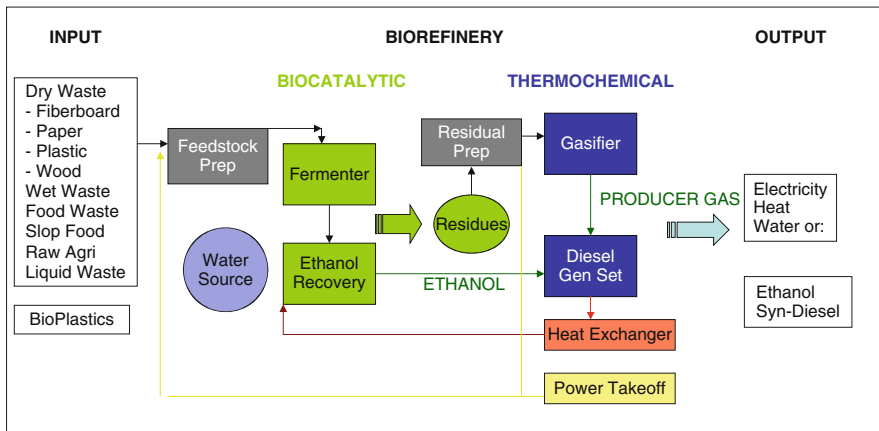 INPUT
BIOREFINERY
OUTPUT
BIOCATALYTIC
THERMOCHEMICAL
Dry Waste
- Fiberboard
- Paper
- Plastic
- Wood
Wet Waste
Food Waste
Slop Food
Raw Agri
Liquid Waste
BioPlastics
Feedstock
Prep
Fermenter
Water
Source
Ethanol
Recovery
Residual
Prep
Residues
ETHANOL
Gasifier
PRODUCER GAS
Diesel
Gen Set
Heat Exchanger
Power Takeoff
Electricity
Heat
Water or:
Ethanol
Syn-Diesel